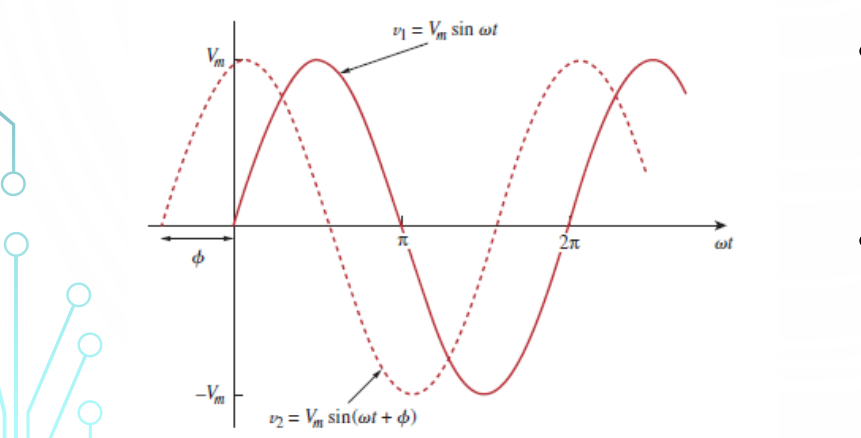 v₁ = Vₘ sin ωt
Vₘ
π
2π
ωt
ϕ
−Vₘ
v₂ = Vₘ sin(ωt + ϕ)